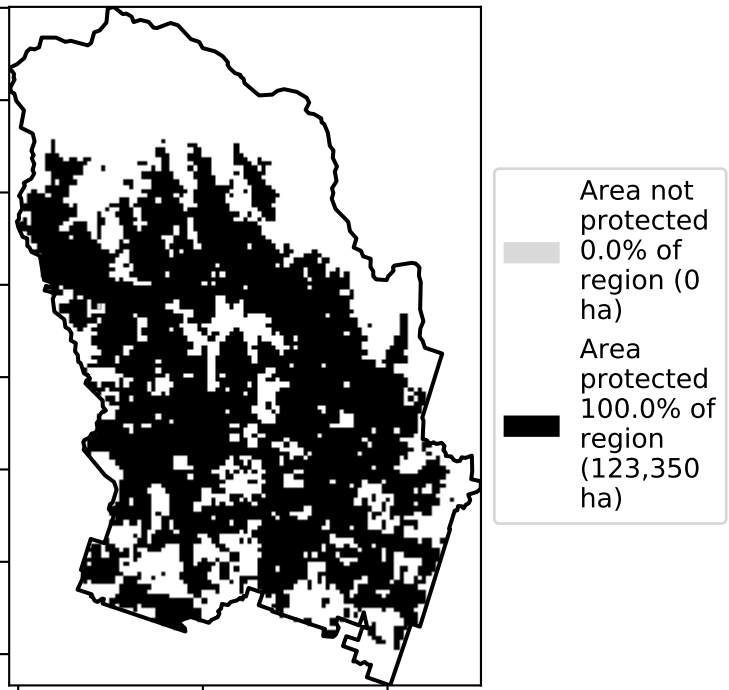 Area not
protected
0.0% of
region (0
ha)
Area
protected
100.0% of
region
(123,350
ha)